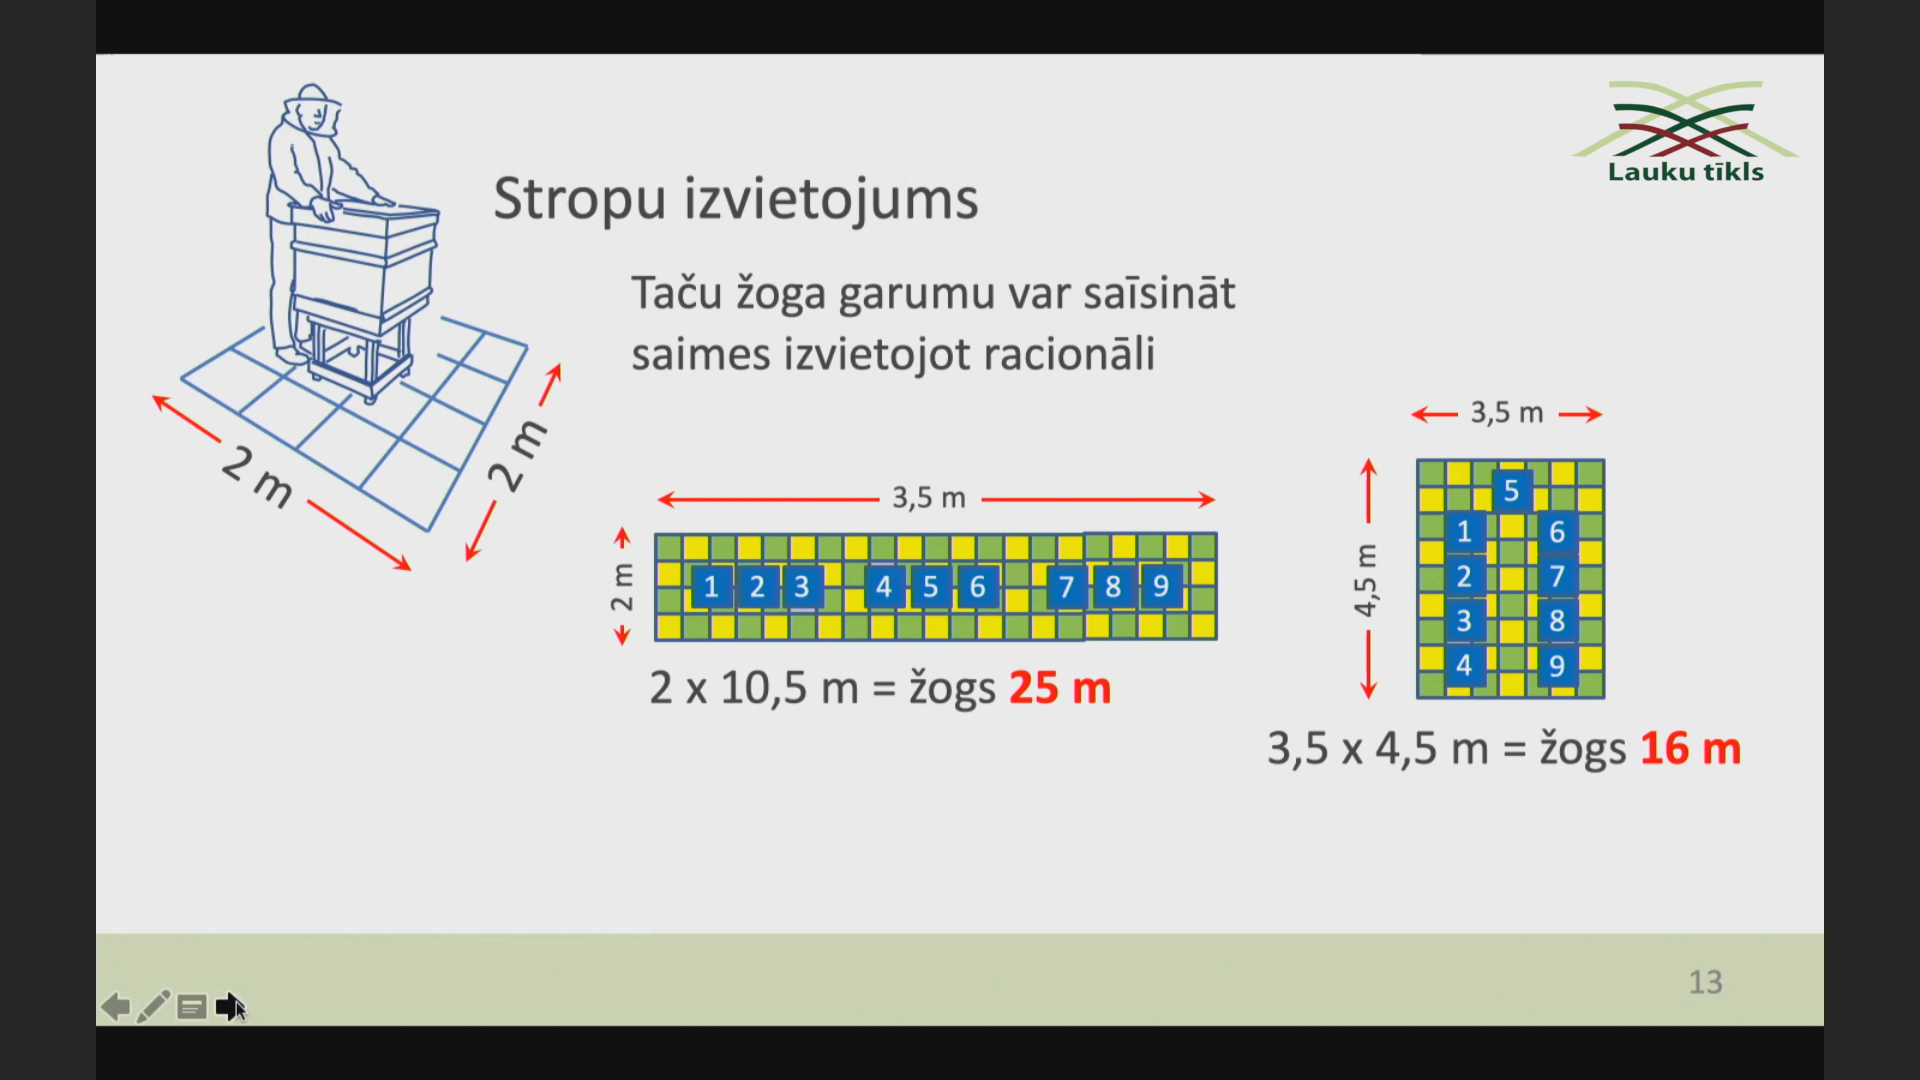 Lauku tīkls
Stropu izvietojums
Taču žoga garumu var saīsināt
saimes izvietojot racionāli
2 m
2 m
3,5 m
2 m
1 2 3 4 5 6 7 8 9
2 x 10,5 m = žogs 25 m
3,5 m
4,5 m
5
1 6
2 7
3 8
4 9
3,5 x 4,5 m = žogs 16 m
13